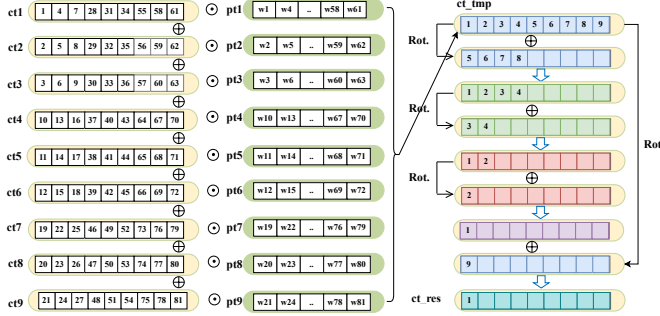 ct_tmp
ct1 1 4 7 28 31 34 55 58 61 pt1 w1 w4 .. w58 w61
1 2 3 4 5 6 7 8 9
ct2 2 5 8 29 32 35 56 59 62 pt2 w2 w5 .. w59 w62
Rot.
5 6 7 8
ct3 3 6 9 30 33 36 57 60 63 pt3 w3 w6 .. w60 w63
1 2 3 4
ct4 10 13 16 37 40 43 64 67 70 pt4 w10 w13 .. w67 w70
Rot.
3 4
Rot.
ct5 11 14 17 38 41 44 65 68 71 pt5 w11 w14 .. w68 w71
1 2
Rot.
ct6 12 15 18 39 42 45 66 69 72 pt6 w12 w15 .. w69 w72
2
ct7 19 22 25 46 49 52 73 76 79 pt7 w19 w22 .. w76 w79
1
ct8 20 23 26 47 50 53 74 77 80 pt8 w20 w23 .. w77 w80
9
ct9 21 24 27 48 51 54 75 78 81 pt9 w21 w24 .. w78 w81
ct_res 1